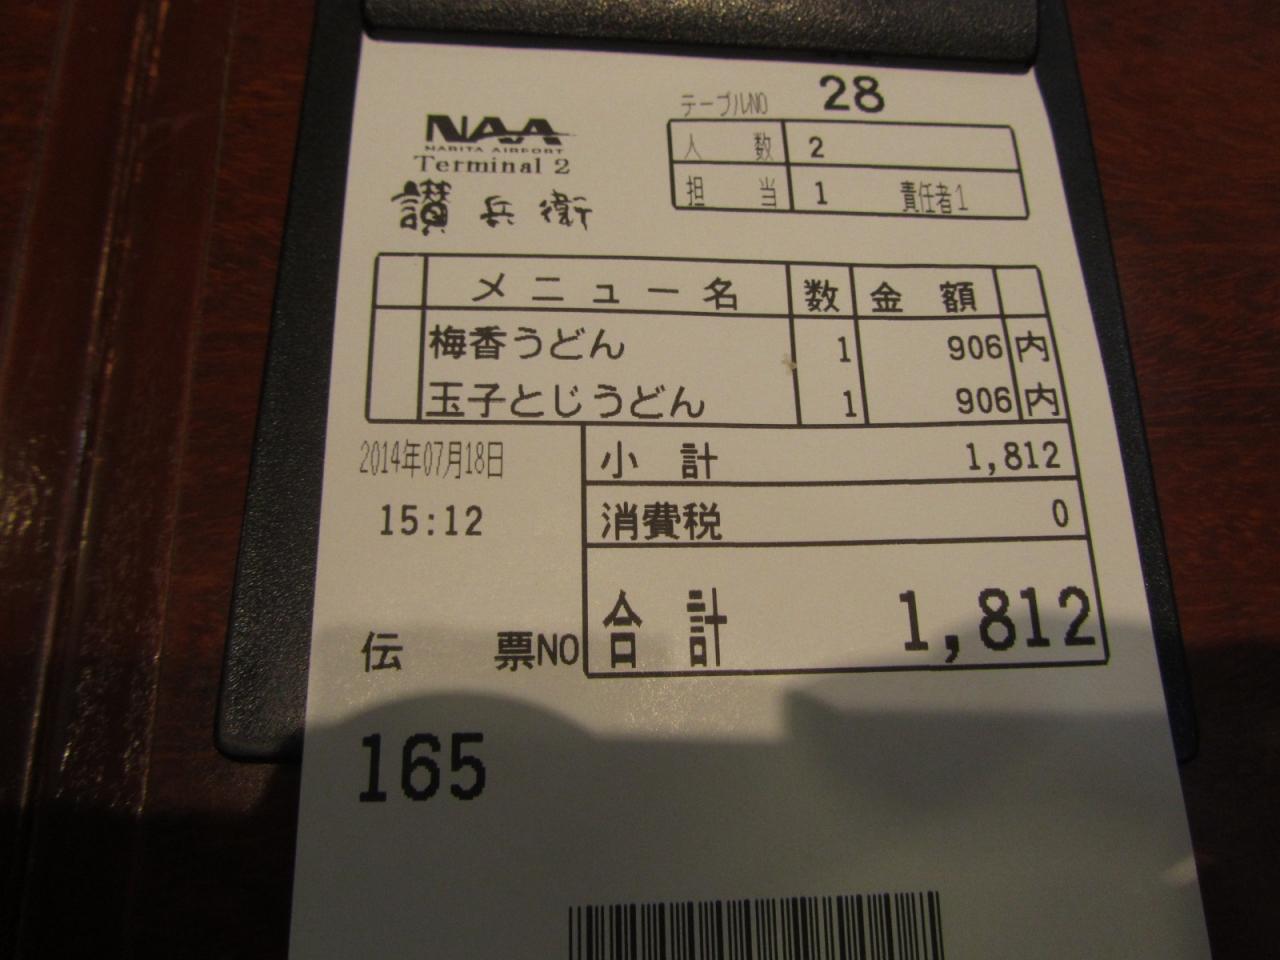 テーブルNO 28
NAA
NARITA AIRPORT
Terminal 2
讃兵衛
人数 2
担当 1 責任者1
メニュー名 数 金額
梅香うどん 1 906 内
玉子とじうどん 1 906 内
2014年07月18日
15:12
小計 1,812
消費税 0
合計 1,812
伝票NO
165